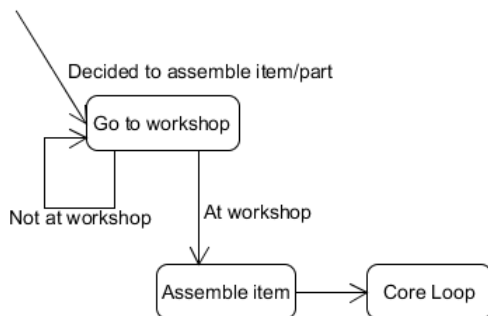 Decided to assemble item/part
Go to workshop
Not at workshop
At workshop
Assemble item
Core Loop